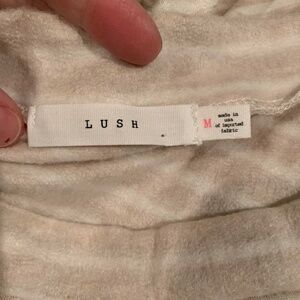 LUSH
M
made in
usa
of imported
fabric